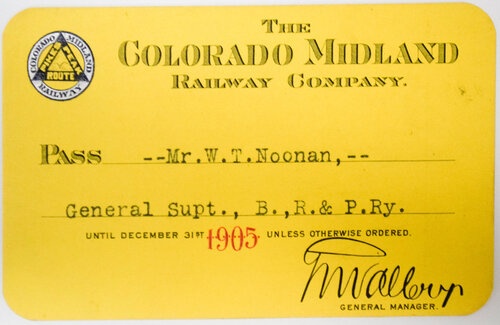 THE
COLORADO MIDLAND
RAILWAY COMPANY.
COLORADO MIDLAND
PIKES PEAK
ROUTE
RAILWAY
PASS --Mr.W.T.Noonan,--
General Supt., B.,R.& P.Ry.
UNTIL DECEMBER 31ST. 1905 UNLESS OTHERWISE ORDERED.
GENERAL MANAGER.